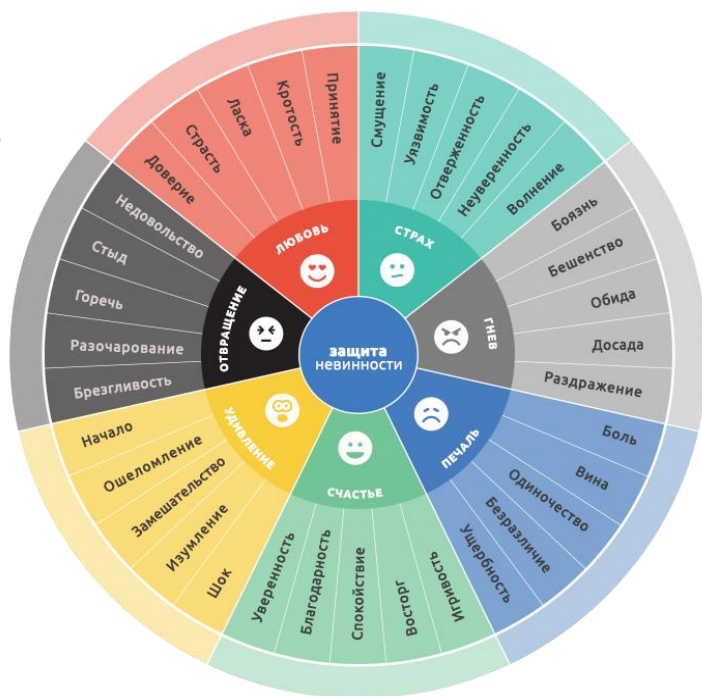 защита
невинности
ЛЮБОВЬ
Доверие
Страсть
Ласка
Кротость
Принятие
СТРАХ
Смущение
Уязвимость
Отверженность
Неуверенность
Волнение
ГНЕВ
Боязнь
Бешенство
Обида
Досада
Раздражение
ПЕЧАЛЬ
Боль
Вина
Одиночество
Безразличие
Ущербность
СЧАСТЬЕ
Игривость
Восторг
Спокойствие
Благодарность
Уверенность
УДИВЛЕНИЕ
Шок
Изумление
Замешательство
Ошеломление
Начало
ОТВРАЩЕНИЕ
Брезгливость
Разочарование
Горечь
Стыд
Недовольство